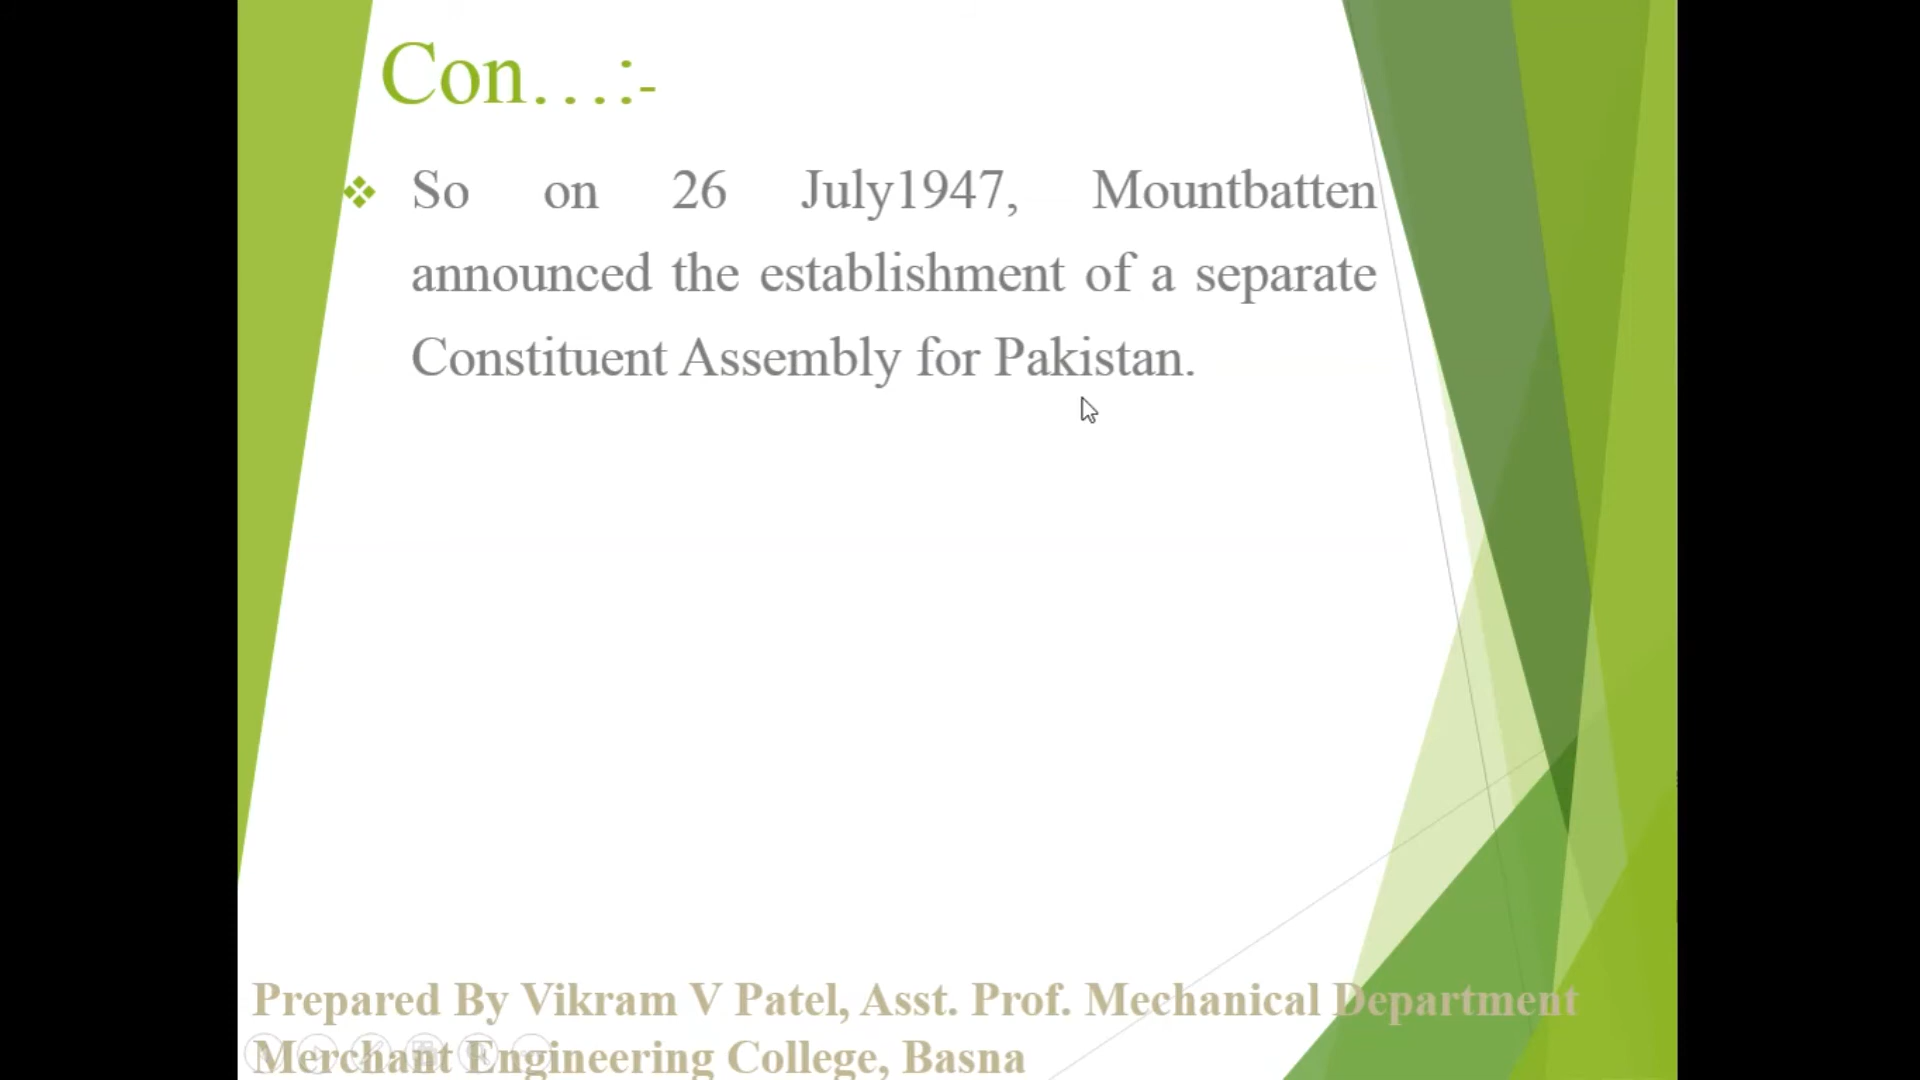 Con….:-
So on 26 July1947, Mountbatten
announced the establishment of a separate
Constituent Assembly for Pakistan.
Prepared By Vikram V Patel, Asst. Prof. Mechanical Department
Merchant Engineering College, Basna